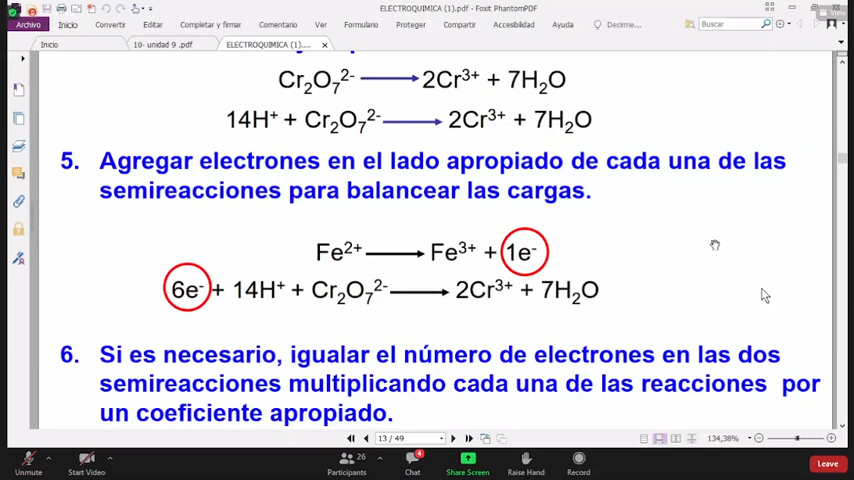 ELECTROQUIMICA (1).pdf - Foxit PhantomPDF
Archivo Inicio Convertir Editar Completar y firmar Comentario Ver Formulario Proteger Compartir Accesibilidad Ayuda Decirme... Buscar
Inicio 10- unidad 9 .pdf ELECTROQUIMICA (1)....
Cr₂O₇²⁻ ⟶ 2Cr³⁺ + 7H₂O
14H⁺ + Cr₂O₇²⁻ ⟶ 2Cr³⁺ + 7H₂O
5. Agregar electrones en el lado apropiado de cada una de las
semireacciones para balancear las cargas.
Fe²⁺ ⟶ Fe³⁺ + 1e⁻
6e⁻ + 14H⁺ + Cr₂O₇²⁻ ⟶ 2Cr³⁺ + 7H₂O
6. Si es necesario, igualar el número de electrones en las dos
semireacciones multiplicando cada una de las reacciones por
un coeficiente apropiado.
13 / 49 134,38%
26 4
Unmute Start Video Participants Chat Share Screen Raise Hand Record Leave